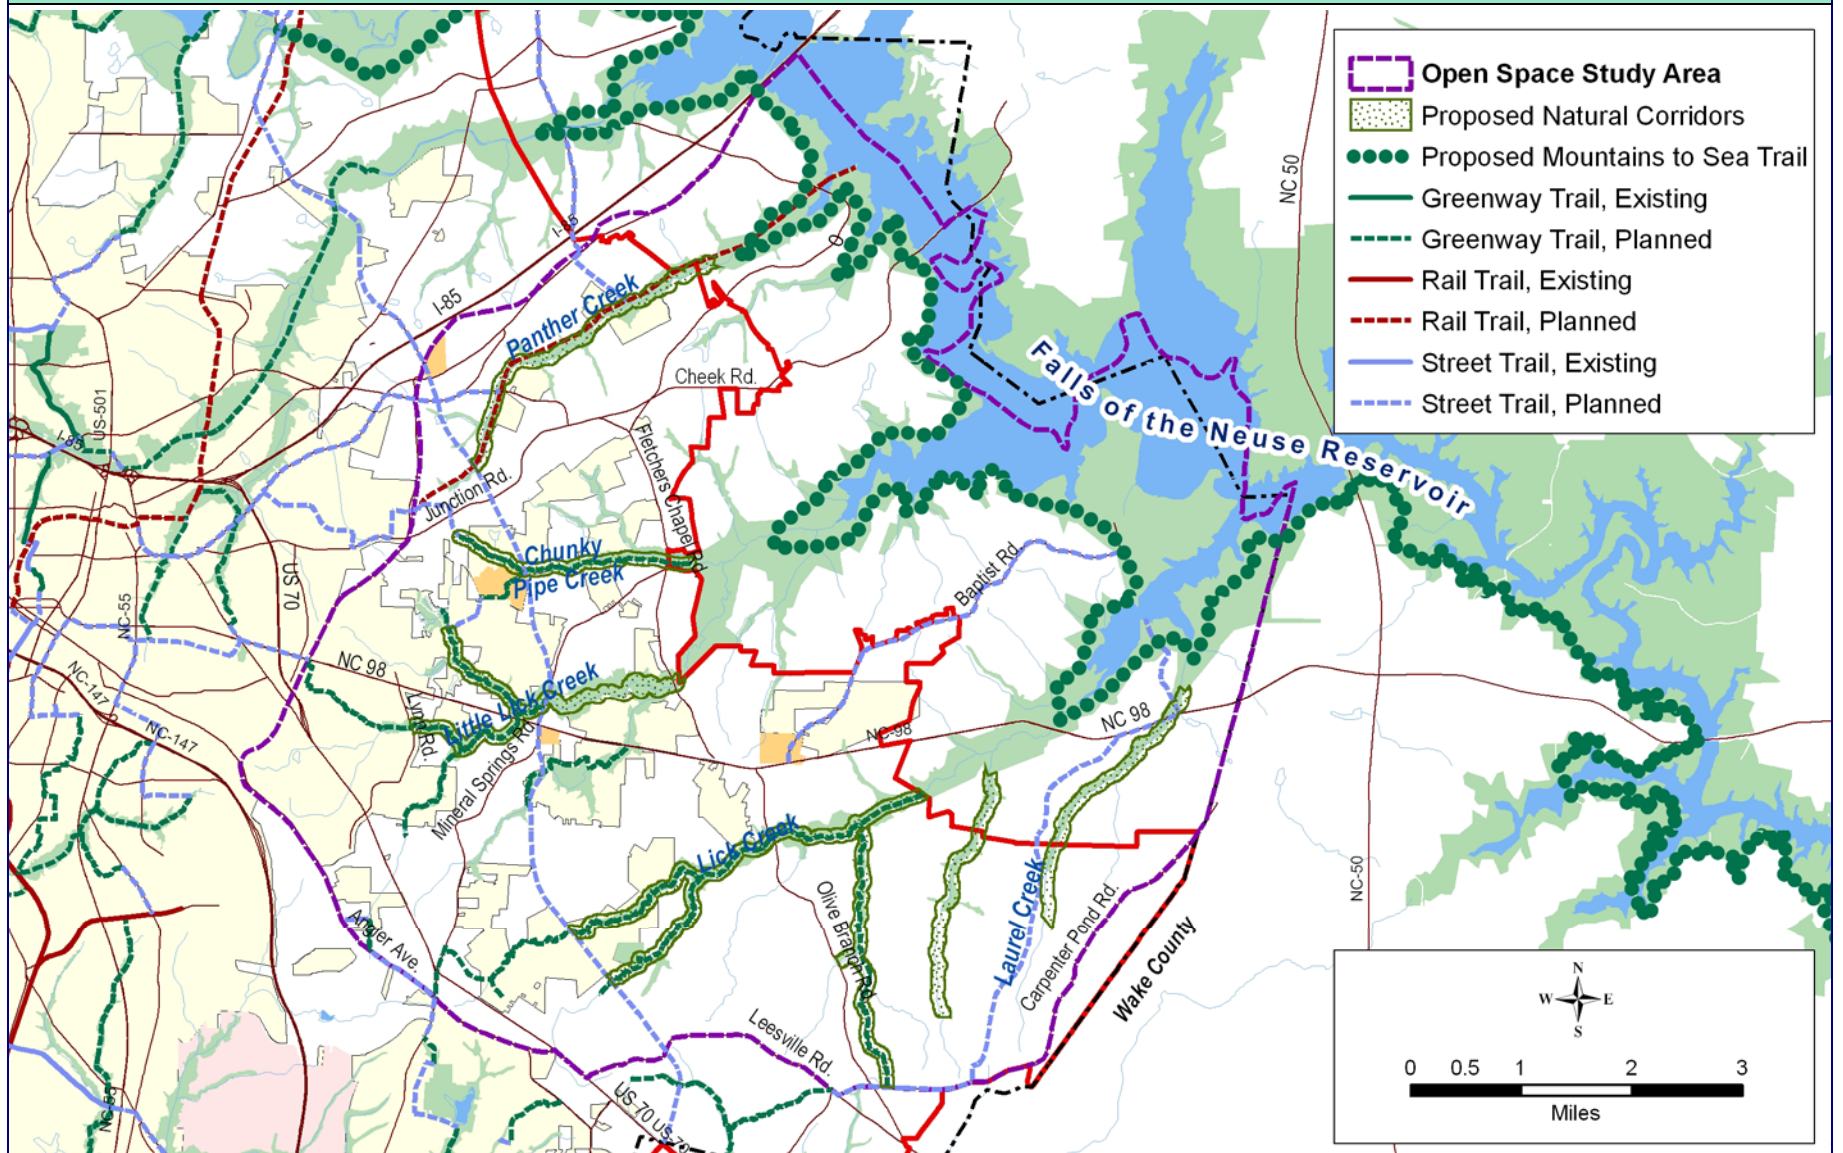 Open Space Study Area
Proposed Natural Corridors
Proposed Mountains to Sea Trail
Greenway Trail, Existing
Greenway Trail, Planned
Rail Trail, Existing
Rail Trail, Planned
Street Trail, Existing
Street Trail, Planned
NC 50
I-85
I-85
Panther Creek
Cheek Rd.
Falls of the Neuse Reservoir
US-501
I-85
Fletchers Chapel Rd.
Junction Rd.
Chunky
Pipe Creek
US 70
NC-55
Baptist Rd.
NC 98
NC-147
NC-147
Lynn Rd.
Little Lick Creek
Mineral Springs Rd.
NC-98
NC 98
Lick Creek
Olive Branch Rd.
Laurel Creek
Carpenter Pond Rd.
Wake County
NC-50
Angier Ave.
Leesville Rd.
US 70
US-70
NC-55
N
W
E
S
0 0.5 1 2 3
Miles